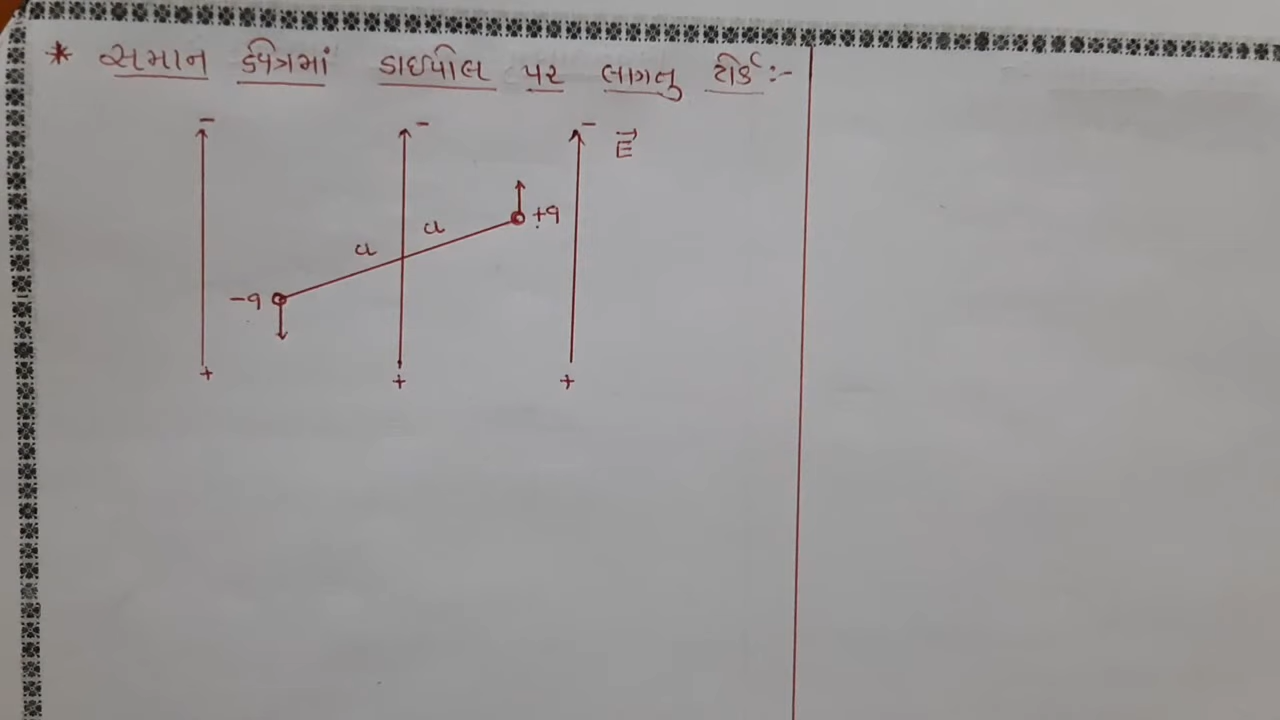 * સમાન ક્ષેત્રમાં ડાઇપોલ પર લાગતુ ટોર્ક :-
- - -
E⃗
a a +q
-q
+ + +